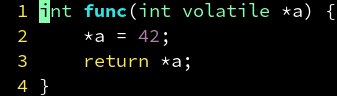 1 int func(int volatile *a) {
2     *a = 42;
3     return *a;
4 }